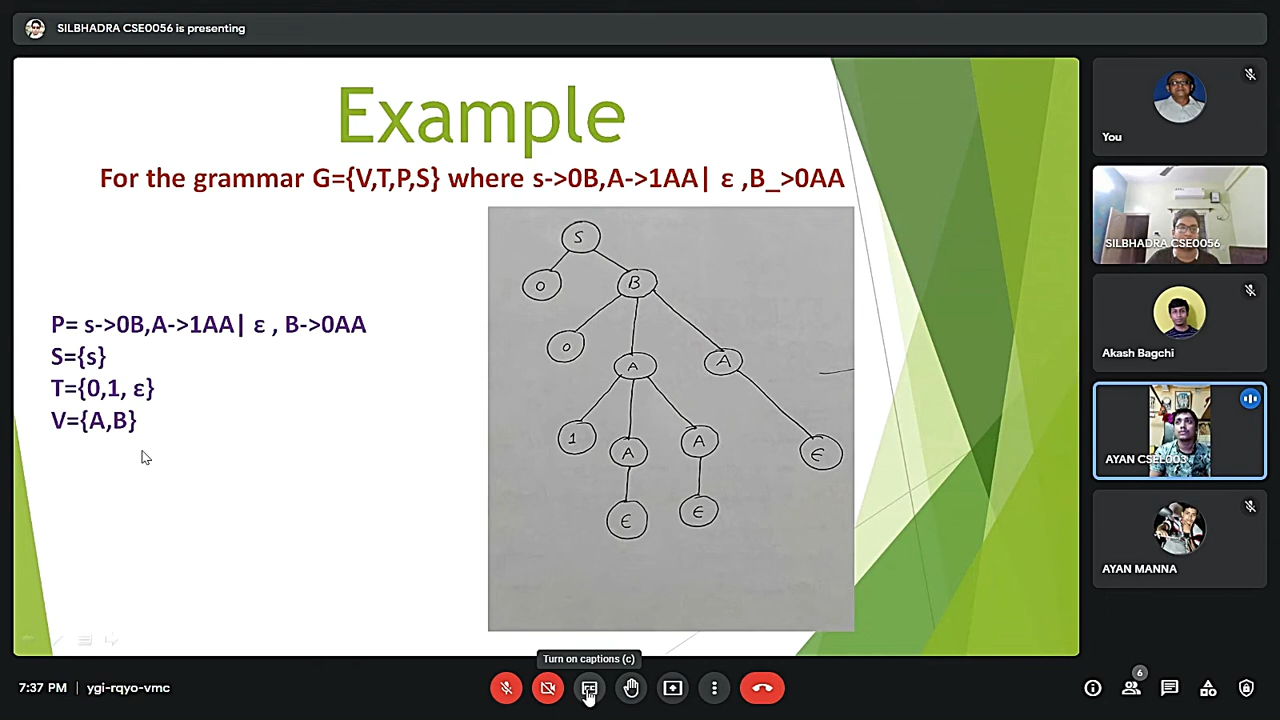 SILBHADRA CSE0056 is presenting
Example
For the grammar G={V,T,P,S} where s->0B,A->1AA| ε ,B_>0AA
P= s->0B,A->1AA| ε , B->0AA
S={s}
T={0,1, ε}
V={A,B}
S
0
B
0
A
A
1
A
A
ε
ε
ε
You
SILBHADRA CSE0056
Akash Bagchi
AYAN CSEL003
AYAN MANNA
Turn on captions (c)
7:37 PM
ygi-rqyo-vmc
6